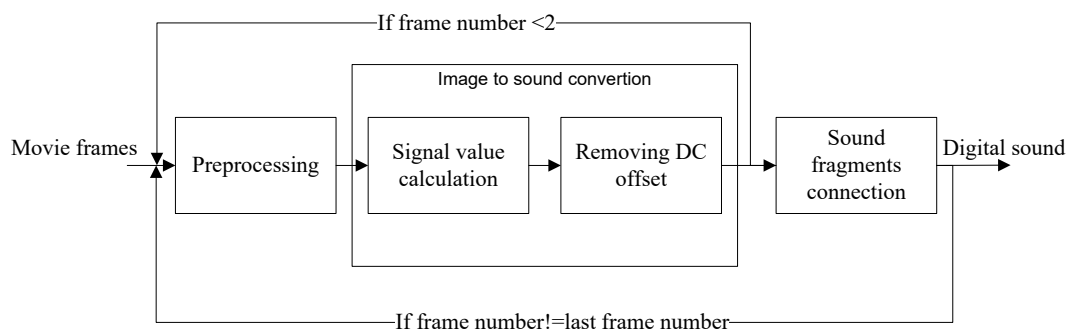 If frame number <2
Image to sound convertion
Movie frames
Preprocessing
Signal value
calculation
Removing DC
offset
Sound
fragments
connection
Digital sound
If frame number!=last frame number